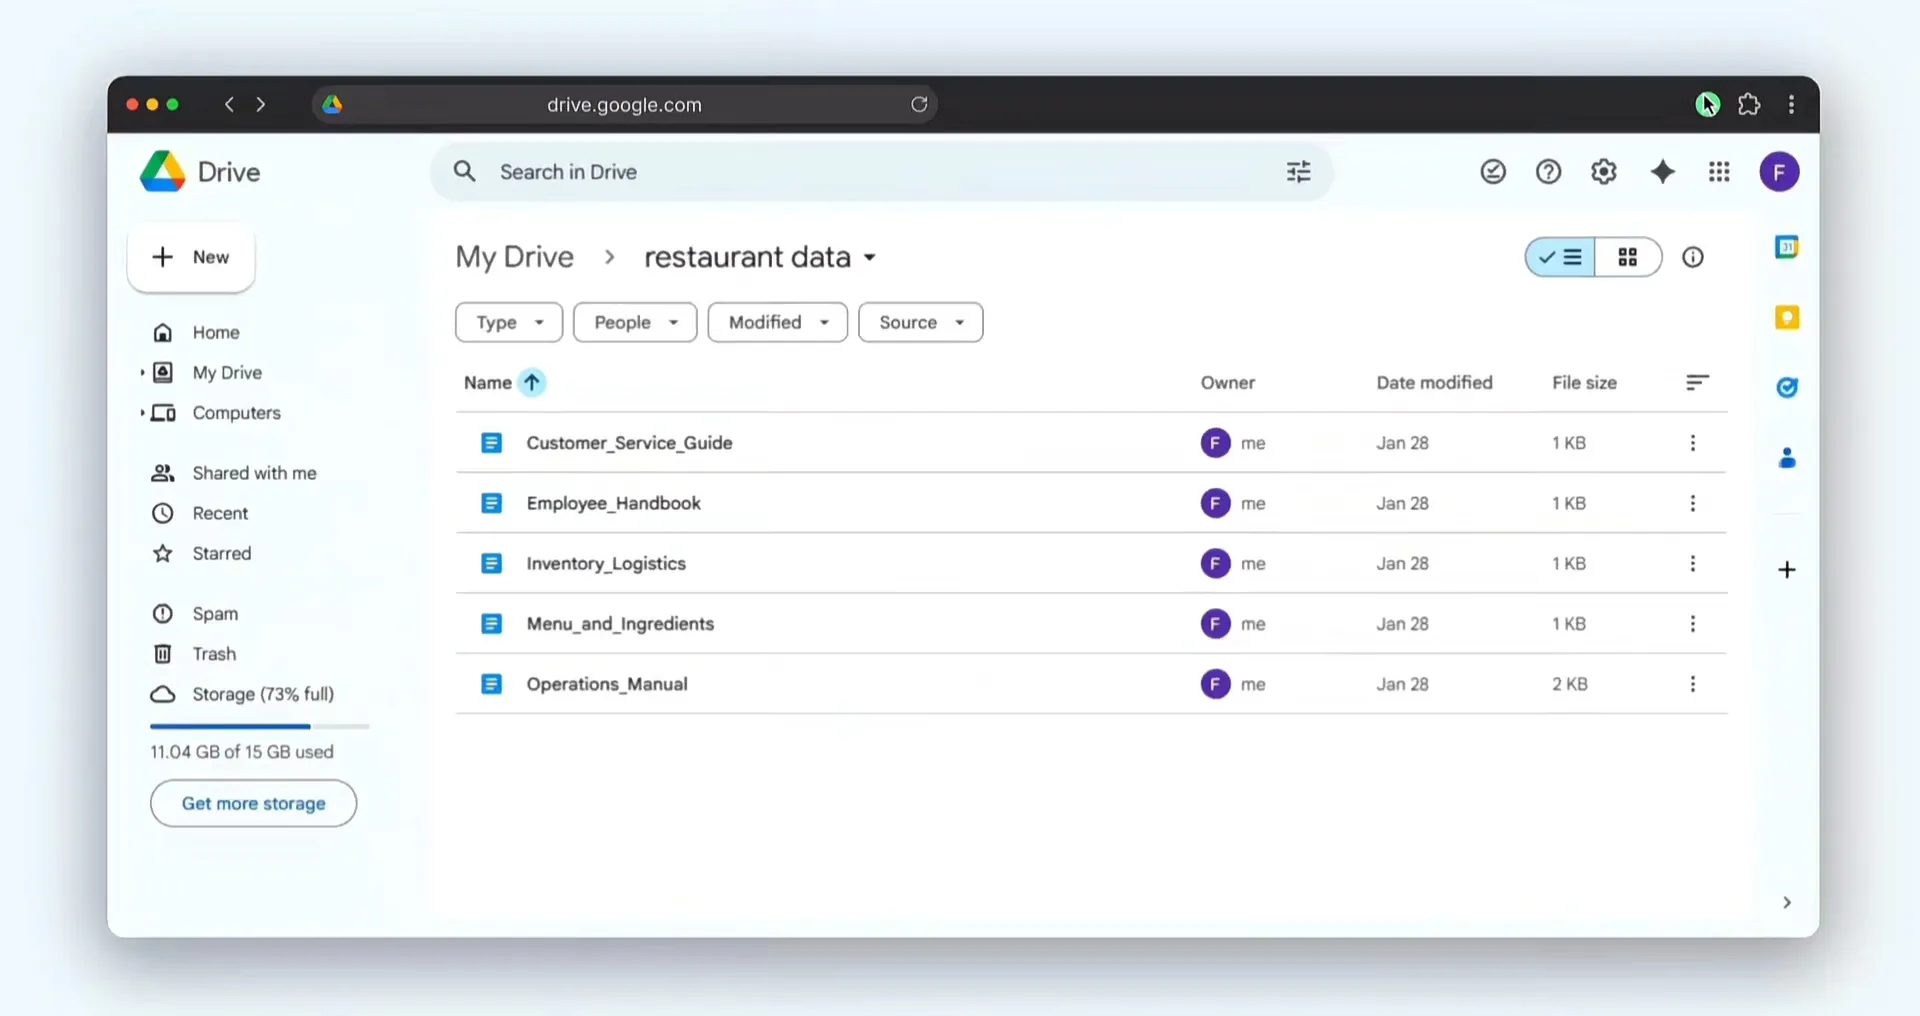 drive.google.com
Drive
Search in Drive
F
New
My Drive
restaurant data
31
Type
People
Modified
Source
Home
My Drive
Computers
Name
Owner
Date modified
File size
Customer_Service_Guide
F
me
Jan 28
1 KB
Shared with me
Employee_Handbook
F
me
Jan 28
1 KB
Recent
Starred
Inventory_Logistics
F
me
Jan 28
1 KB
Spam
Menu_and_Ingredients
F
me
Jan 28
1 KB
Trash
Storage (73% full)
Operations_Manual
F
me
Jan 28
2 KB
11.04 GB of 15 GB used
Get more storage